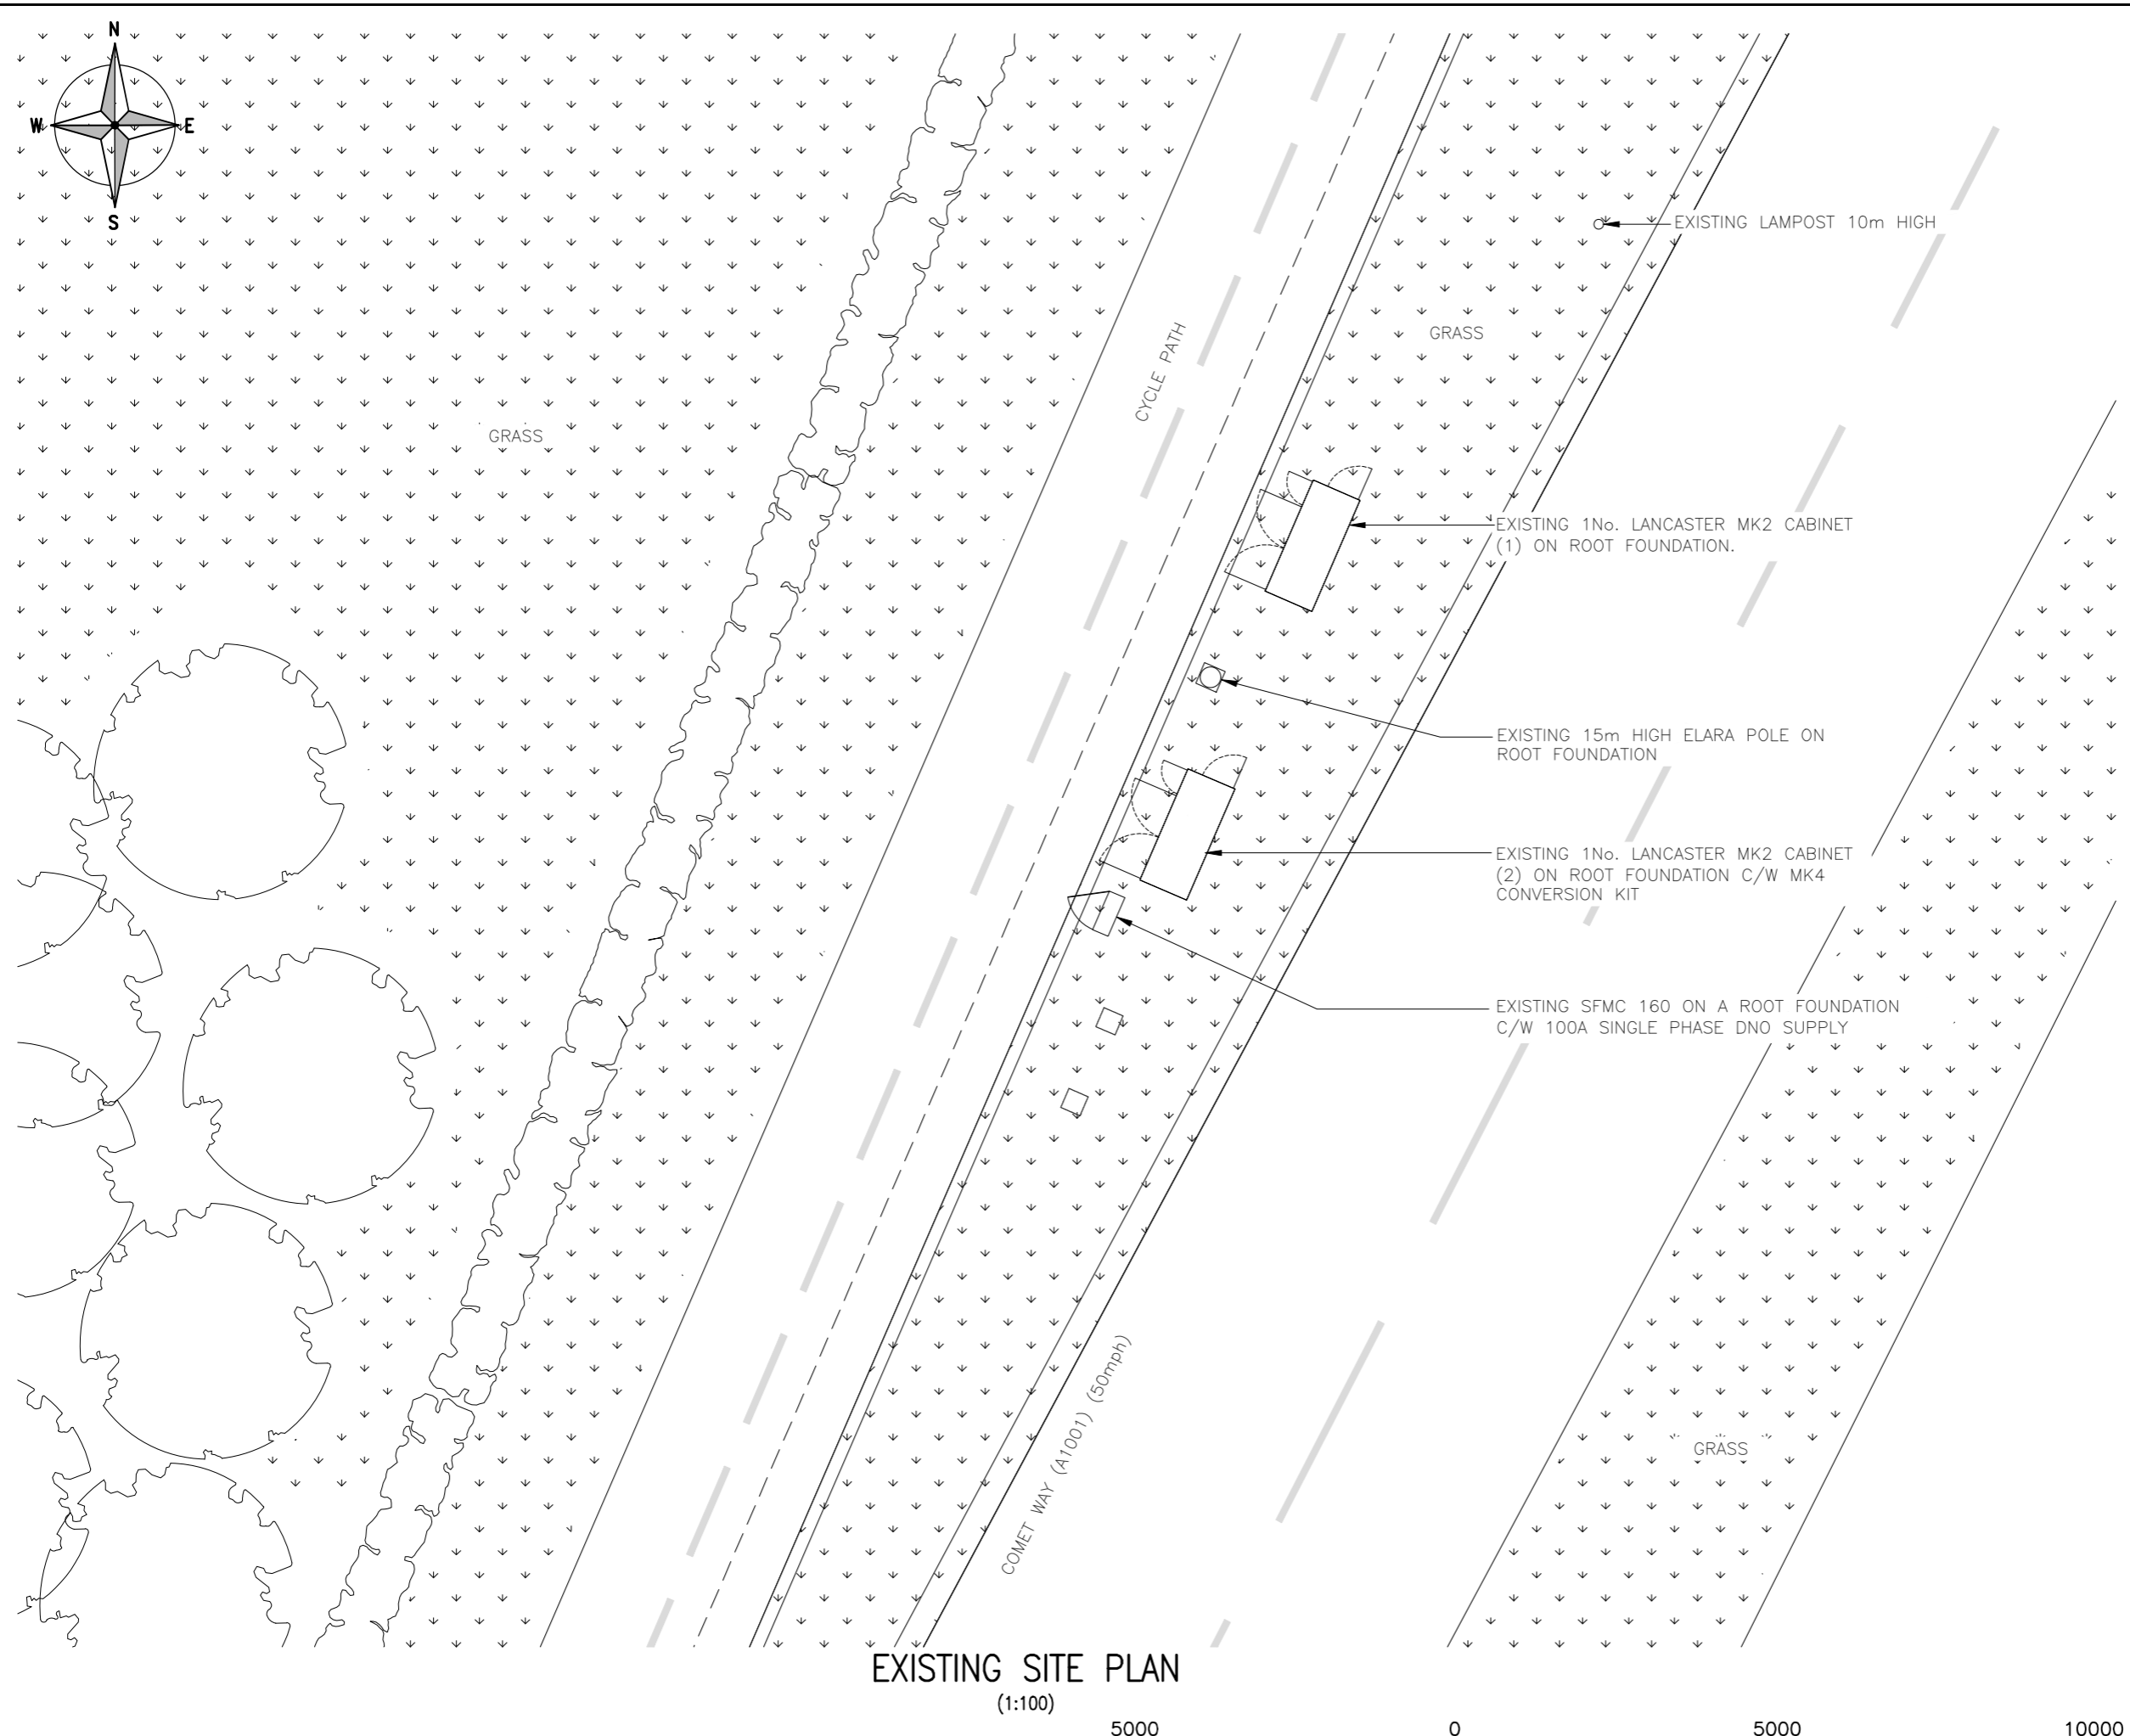 N
W
E
S
EXISTING LAMPOST 10m HIGH
GRASS
CYCLE PATH
GRASS
EXISTING 1No. LANCASTER MK2 CABINET
(1) ON ROOT FOUNDATION.
EXISTING 15m HIGH ELARA POLE ON
ROOT FOUNDATION
EXISTING 1No. LANCASTER MK2 CABINET
(2) ON ROOT FOUNDATION C/W MK4
CONVERSION KIT
EXISTING SFMC 160 ON A ROOT FOUNDATION
C/W 100A SINGLE PHASE DNO SUPPLY
COMET WAY (A1001) (50mph)
GRASS
EXISTING SITE PLAN
(1:100)
5000 0 5000 10000